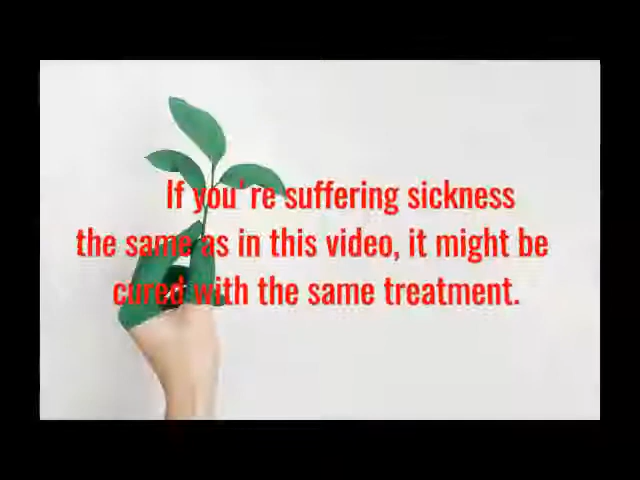 If you're suffering sickness
the same as in this video, it might be
cured with the same treatment.